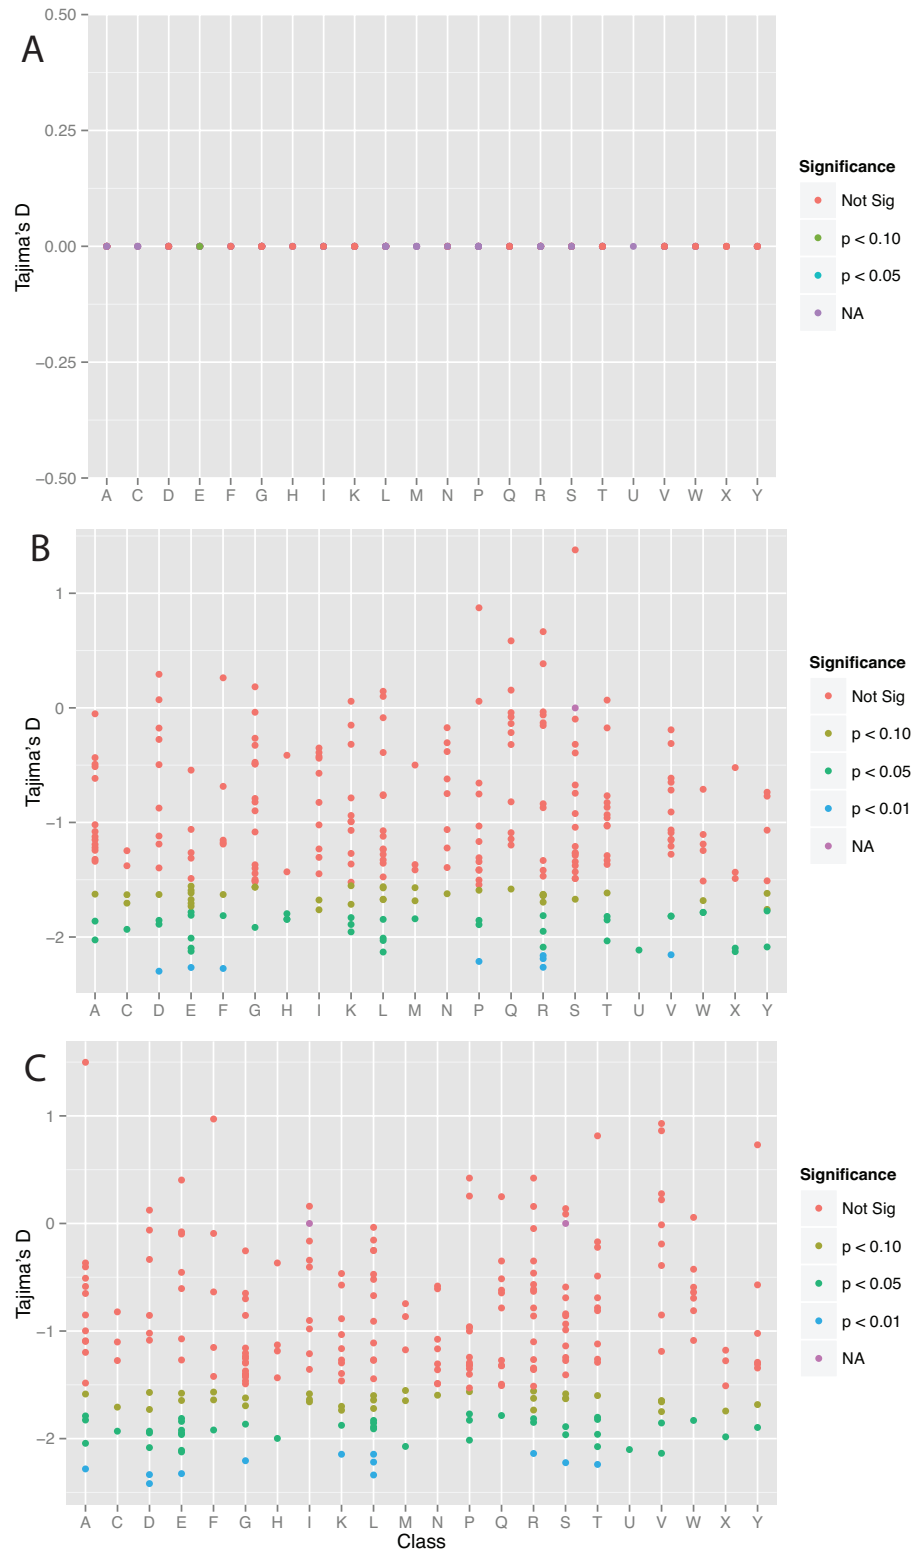 A
0.50
0.25
0.00
−0.25
−0.50
Tajima's D
A C D E F G H I K L M N P Q R S T U V W X Y
Significance
Not Sig
p < 0.10
p < 0.05
NA
B
1
0
−1
−2
Tajima's D
A C D E F G H I K L M N P Q R S T U V W X Y
Significance
Not Sig
p < 0.10
p < 0.05
p < 0.01
NA
C
1
0
−1
−2
Tajima's D
A C D E F G H I K L M N P Q R S T U V W X Y
Class
Significance
Not Sig
p < 0.10
p < 0.05
p < 0.01
NA